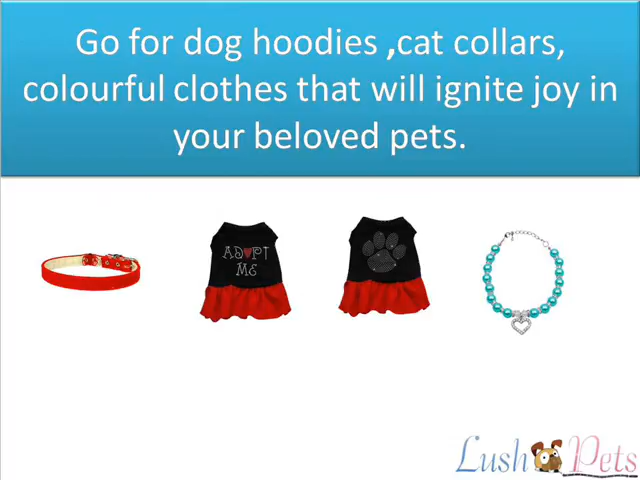 Go for dog hoodies ,cat collars,
colourful clothes that will ignite joy in
your beloved pets.
ADOPT
ME
Lush Pets